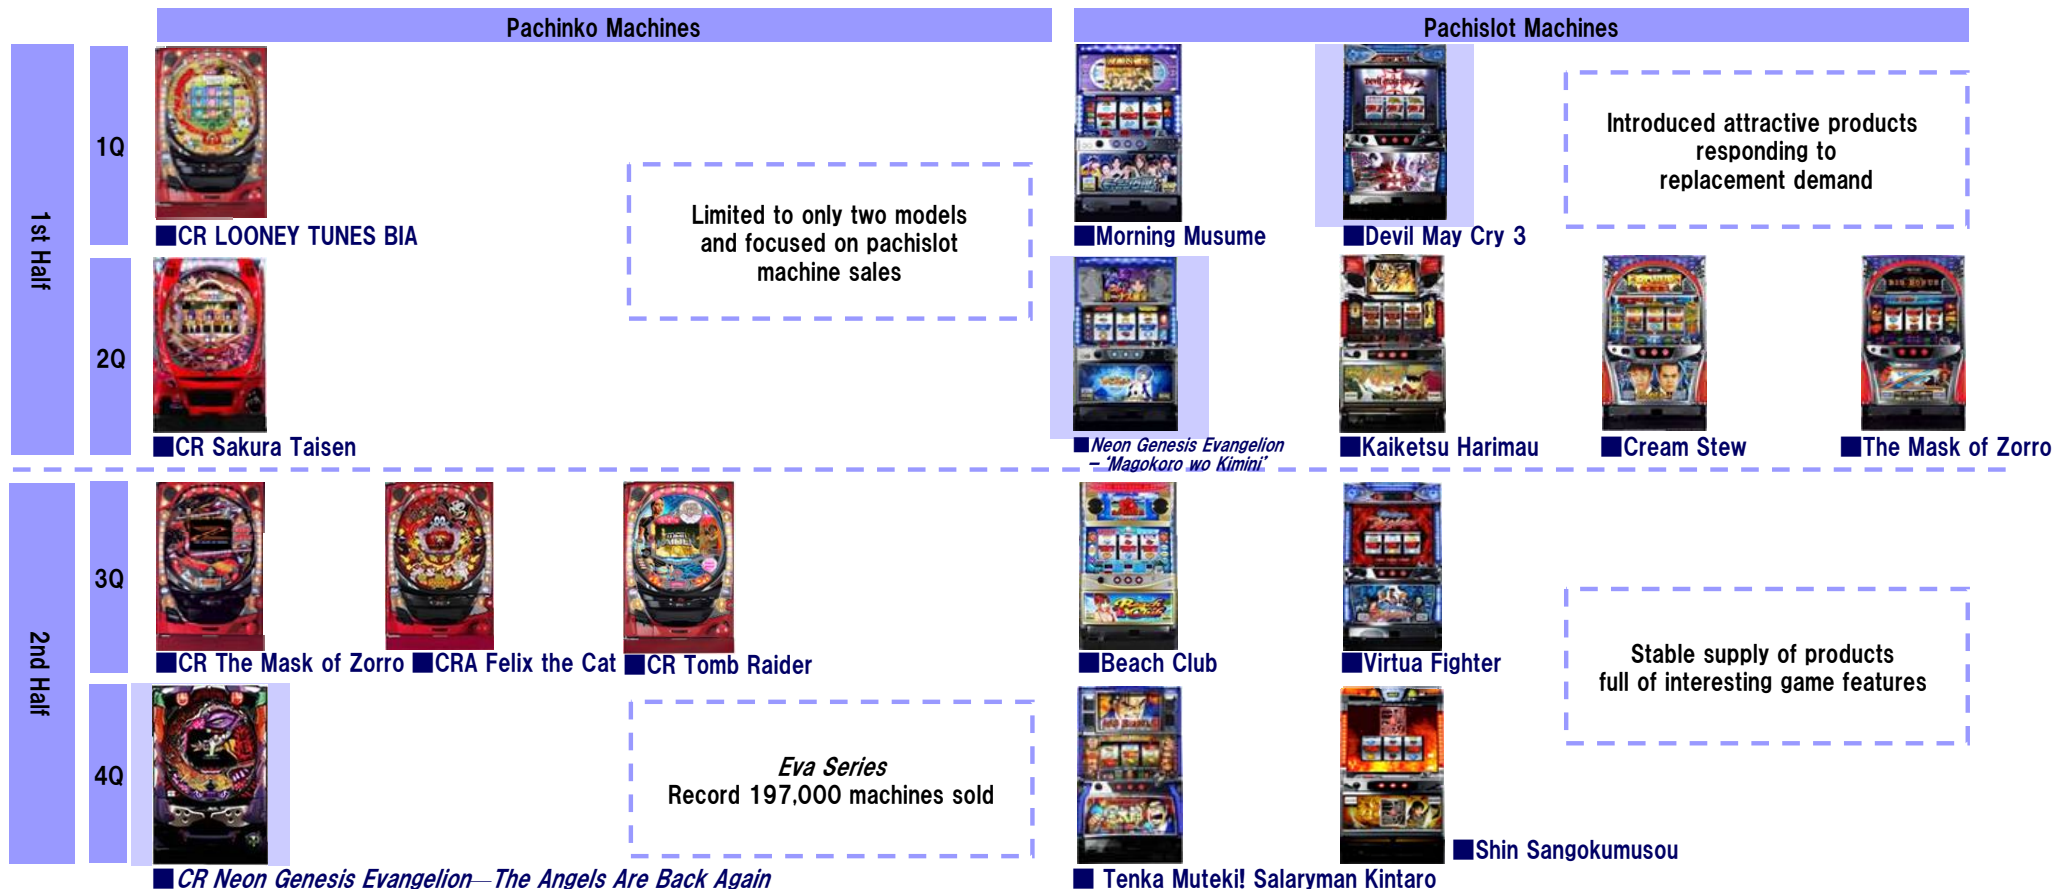 Pachinko Machines
Pachislot Machines
1st Half
1Q
■CR LOONEY TUNES BIA
Limited to only two models
and focused on pachislot
machine sales
■Morning Musume
■Devil May Cry 3
Introduced attractive products
responding to
replacement demand
2Q
■CR Sakura Taisen
■Neon Genesis Evangelion
– ‘Magokoro wo Kimini’
■Kaiketsu Harimau
■Cream Stew
■The Mask of Zorro
2nd Half
3Q
■CR The Mask of Zorro
■CRA Felix the Cat
■CR Tomb Raider
■Beach Club
■Virtua Fighter
Stable supply of products
full of interesting game features
4Q
■ CR Neon Genesis Evangelion—The Angels Are Back Again
Eva Series
Record 197,000 machines sold
■ Tenka Muteki! Salaryman Kintaro
■Shin Sangokumusou